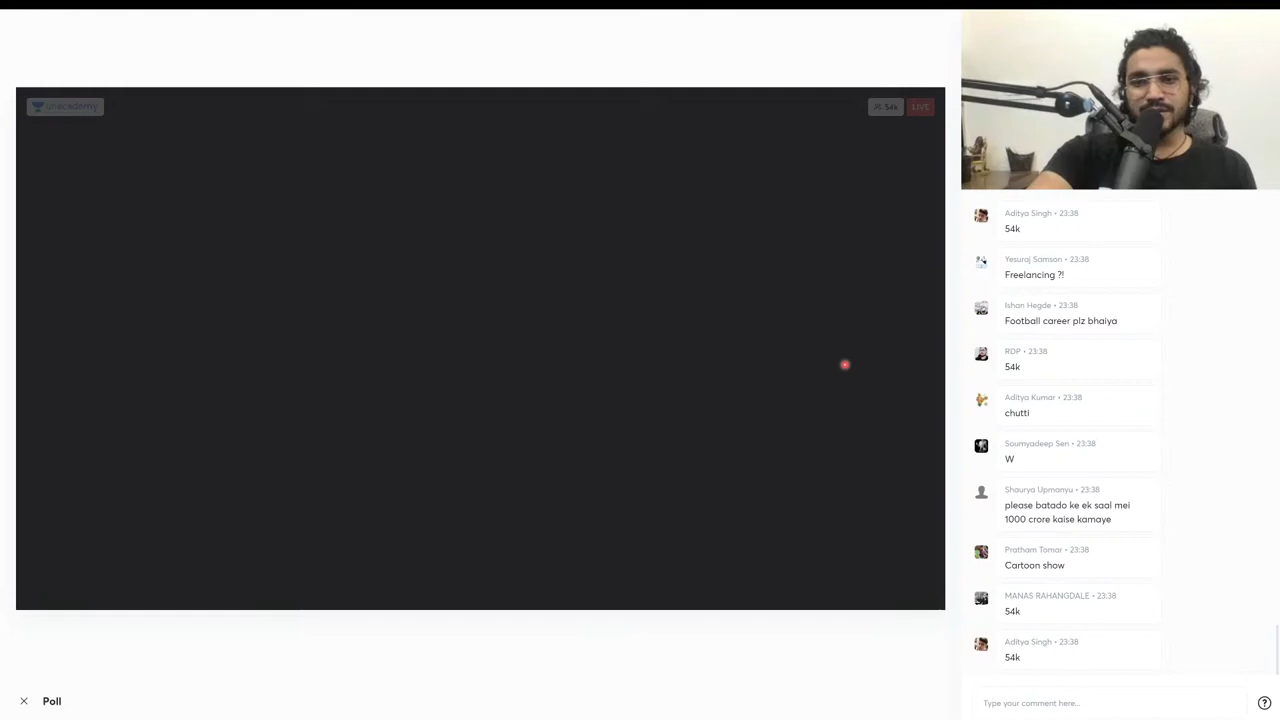 unacademy
54k
LIVE
Aditya Singh • 23:38
54k
Yesuraj Samson • 23:38
Freelancing ?!
Ishan Hegde • 23:38
Football career plz bhaiya
RDP • 23:38
54k
Aditya Kumar • 23:38
chutti
Soumyadeep Sen • 23:38
W
Shaurya Upmanyu • 23:38
please batado ke ek saal mei
1000 crore kaise kamaye
Pratham Tomar • 23:38
Cartoon show
MANAS RAHANGDALE • 23:38
54k
Aditya Singh • 23:38
54k
Poll
Type your comment here...